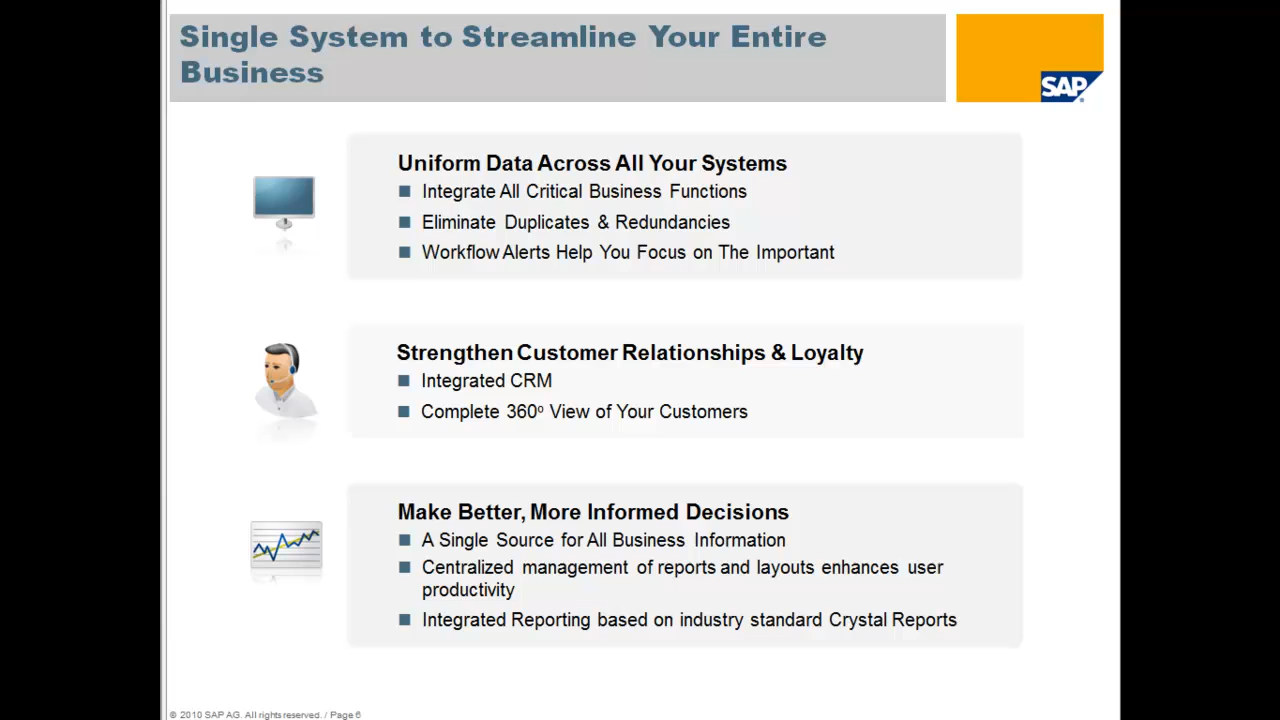 Single System to Streamline Your Entire
Business
SAP
Uniform Data Across All Your Systems
Integrate All Critical Business Functions
Eliminate Duplicates & Redundancies
Workflow Alerts Help You Focus on The Important
Strengthen Customer Relationships & Loyalty
Integrated CRM
Complete 360º View of Your Customers
Make Better, More Informed Decisions
A Single Source for All Business Information
Centralized management of reports and layouts enhances user
productivity
Integrated Reporting based on industry standard Crystal Reports
© 2010 SAP AG. All rights reserved. / Page 6